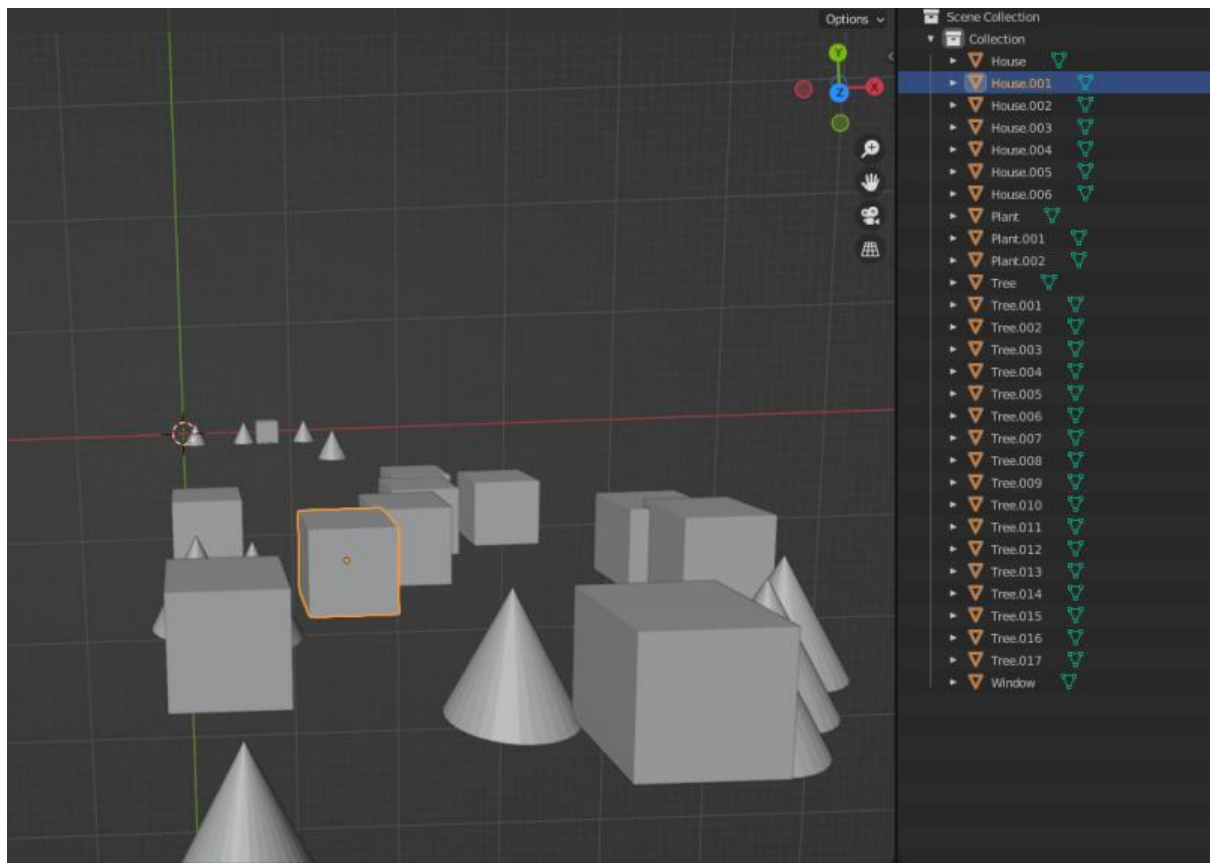 Options
Y
X
Z
Scene Collection
Collection
House
House.001
House.002
House.003
House.004
House.005
House.006
Plant
Plant.001
Plant.002
Tree
Tree.001
Tree.002
Tree.003
Tree.004
Tree.005
Tree.006
Tree.007
Tree.008
Tree.009
Tree.010
Tree.011
Tree.012
Tree.013
Tree.014
Tree.015
Tree.016
Tree.017
Window